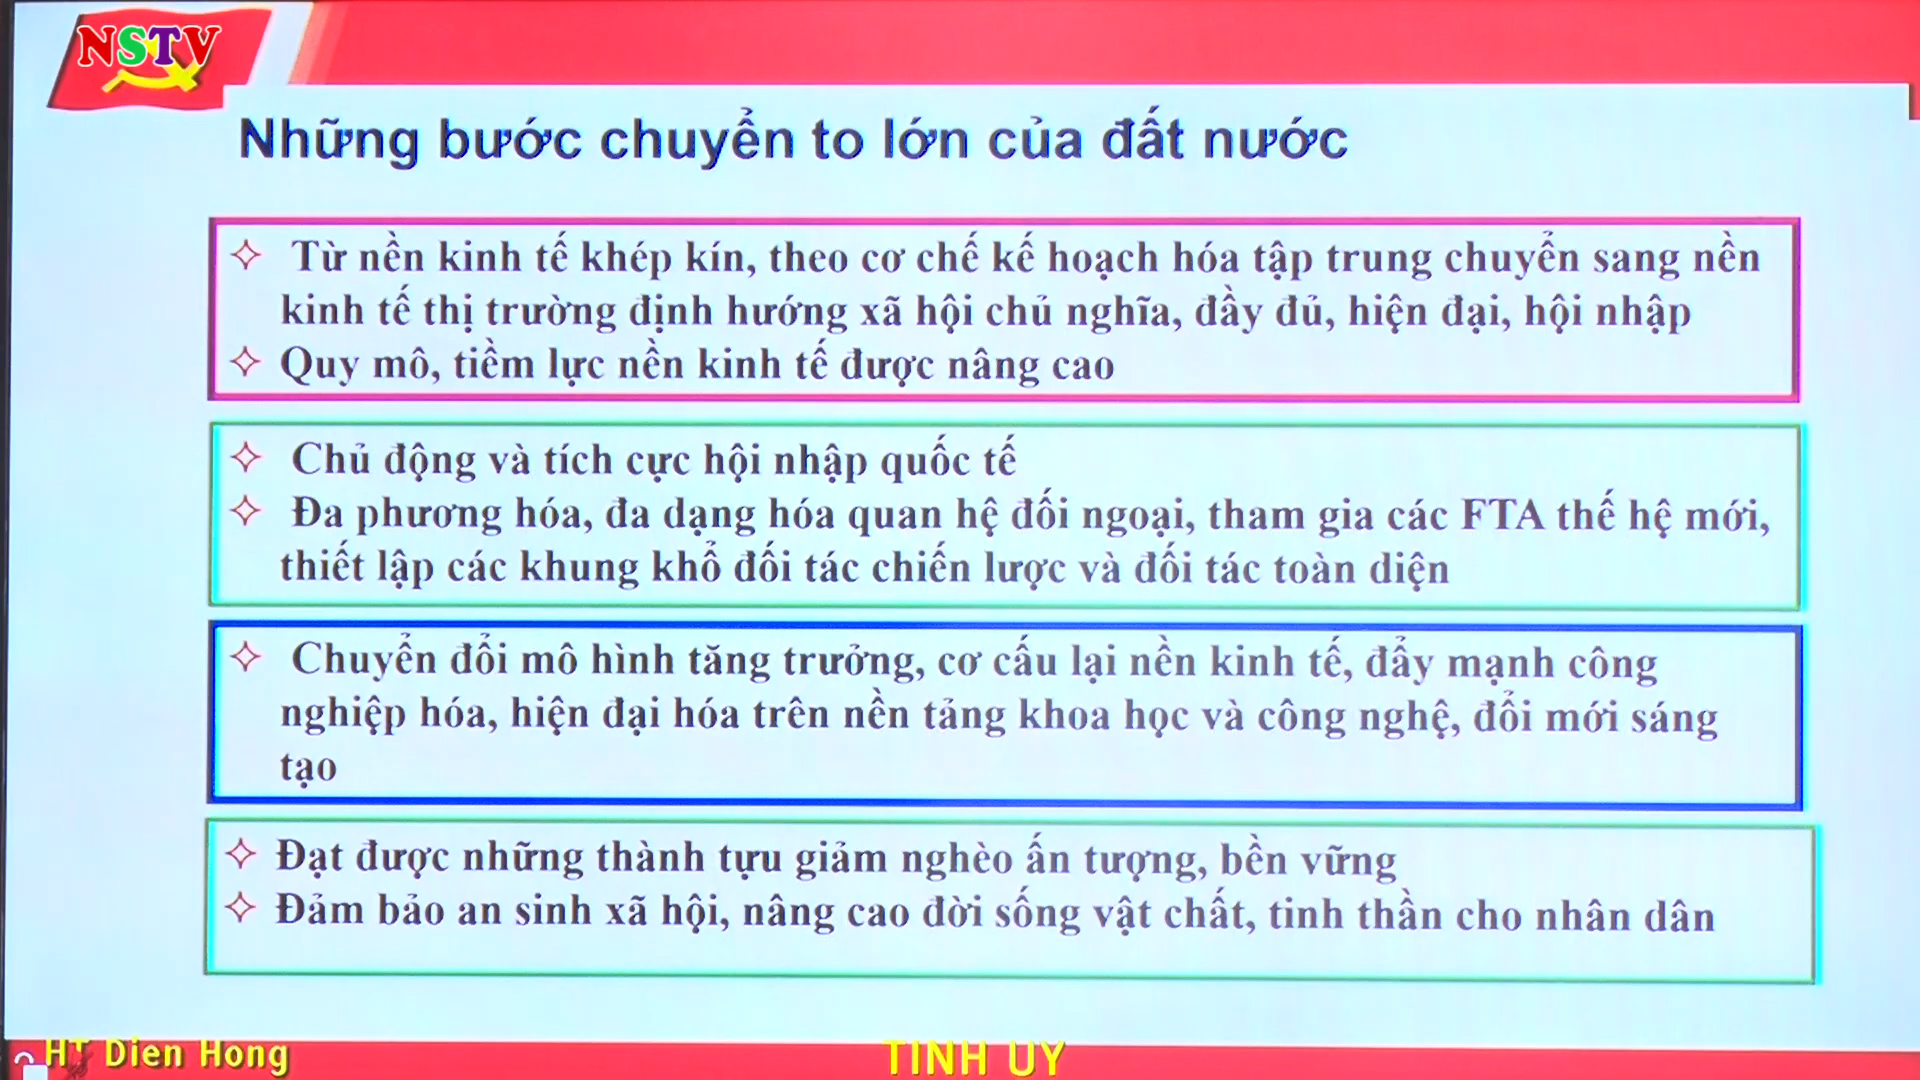 NSTV
Những bước chuyển to lớn của đất nước
Từ nền kinh tế khép kín, theo cơ chế kế hoạch hóa tập trung chuyển sang nền
kinh tế thị trường định hướng xã hội chủ nghĩa, đầy đủ, hiện đại, hội nhập
Quy mô, tiềm lực nền kinh tế được nâng cao
Chủ động và tích cực hội nhập quốc tế
Đa phương hóa, đa dạng hóa quan hệ đối ngoại, tham gia các FTA thế hệ mới,
thiết lập các khung khổ đối tác chiến lược và đối tác toàn diện
Chuyển đổi mô hình tăng trưởng, cơ cấu lại nền kinh tế, đẩy mạnh công
nghiệp hóa, hiện đại hóa trên nền tảng khoa học và công nghệ, đổi mới sáng
tạo
Đạt được những thành tựu giảm nghèo ấn tượng, bền vững
Đảm bảo an sinh xã hội, nâng cao đời sống vật chất, tinh thần cho nhân dân
HT Dien Hong
TINH UY